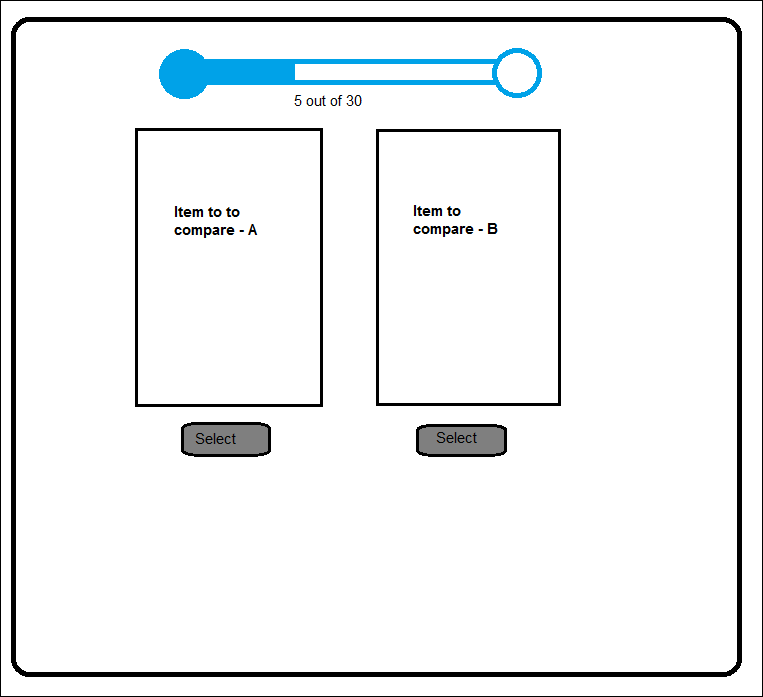 5 out of 30
Item to to
compare - A
Item to
compare - B
Select
Select